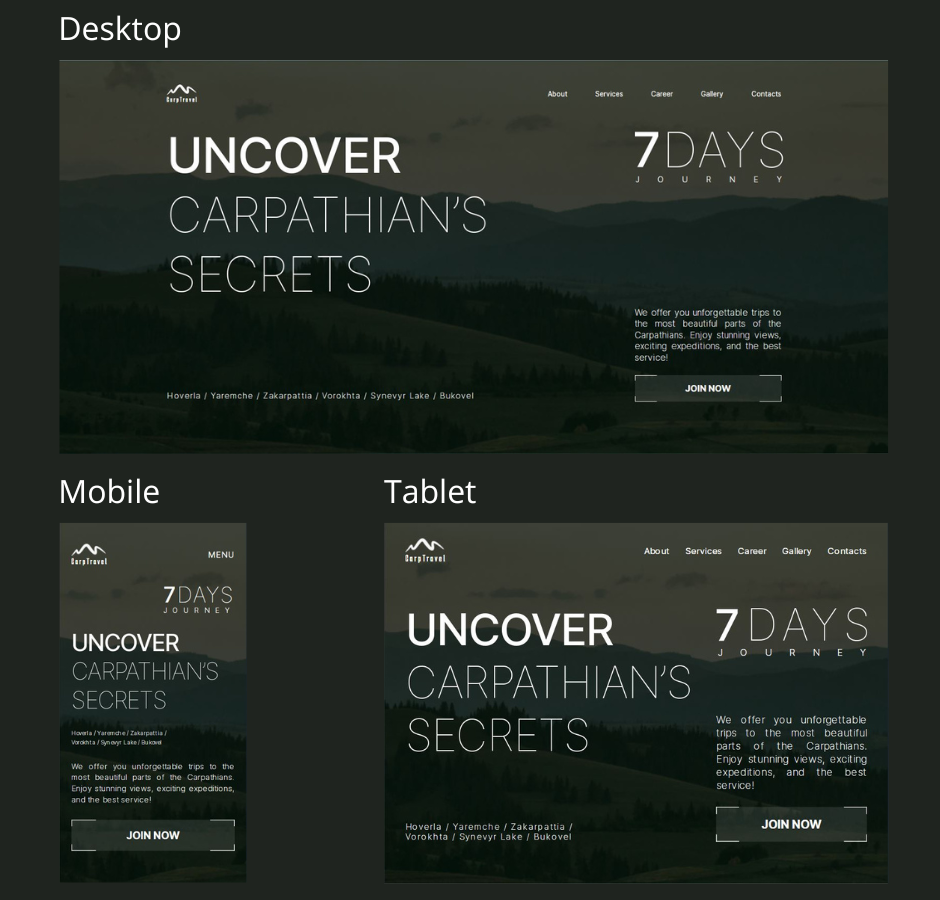 Desktop
CarpTravel
About Services Career Gallery Contacts
UNCOVER
CARPATHIAN’S
SECRETS
7DAYS
JOURNEY
We offer you unforgettable trips to
the most beautiful parts of the
Carpathians. Enjoy stunning views,
exciting expeditions, and the best
service!
JOIN NOW
Hoverla / Yaremche / Zakarpattia / Vorokhta / Synevyr Lake / Bukovel
Mobile
CarpTravel
MENU
7DAYS
JOURNEY
UNCOVER
CARPATHIAN’S
SECRETS
Hoverla / Yaremche / Zakarpattia /
Vorokhta / Synevyr Lake / Bukovel
We offer you unforgettable trips to the
most beautiful parts of the Carpathians.
Enjoy stunning views, exciting expeditions,
and the best service!
JOIN NOW
Tablet
CarpTravel
About Services Career Gallery Contacts
UNCOVER
CARPATHIAN’S
SECRETS
7DAYS
JOURNEY
We offer you unforgettable
trips to the most beautiful
parts of the Carpathians.
Enjoy stunning views, exciting
expeditions, and the best
service!
JOIN NOW
Hoverla / Yaremche / Zakarpattia /
Vorokhta / Synevyr Lake / Bukovel